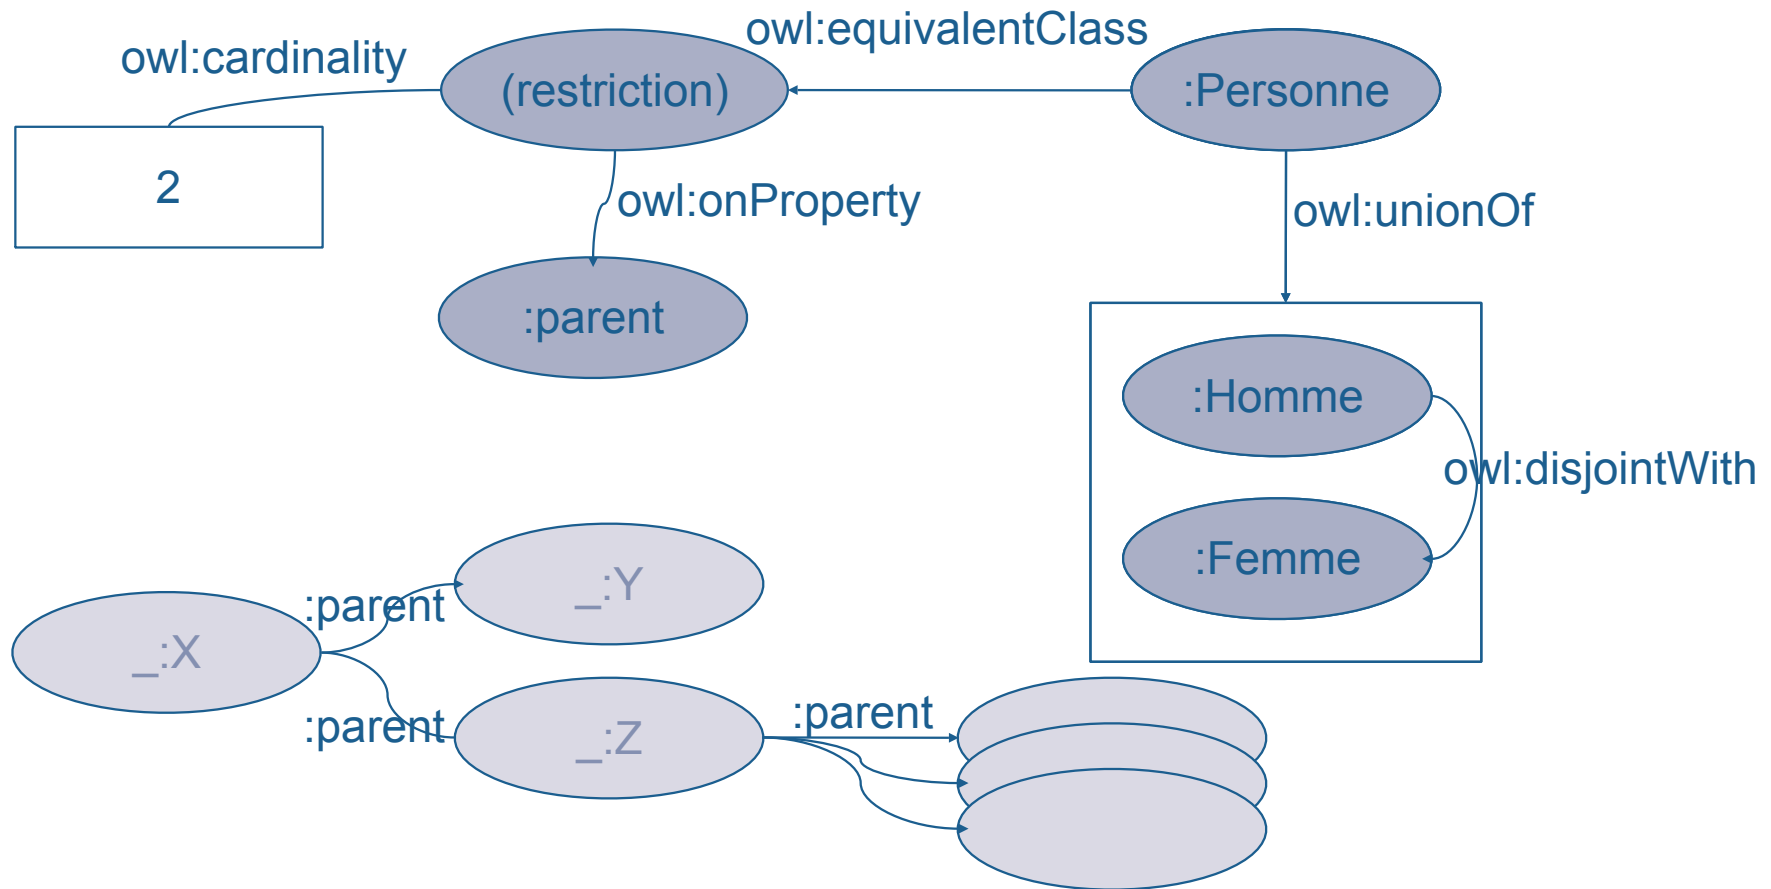 owl:equivalentClass
owl:cardinality
(restriction)
:Personne
2
owl:onProperty
owl:unionOf
:parent
:Homme
owl:disjointWith
:Femme
_:Y
:parent
_:X
:parent
_:Z
:parent